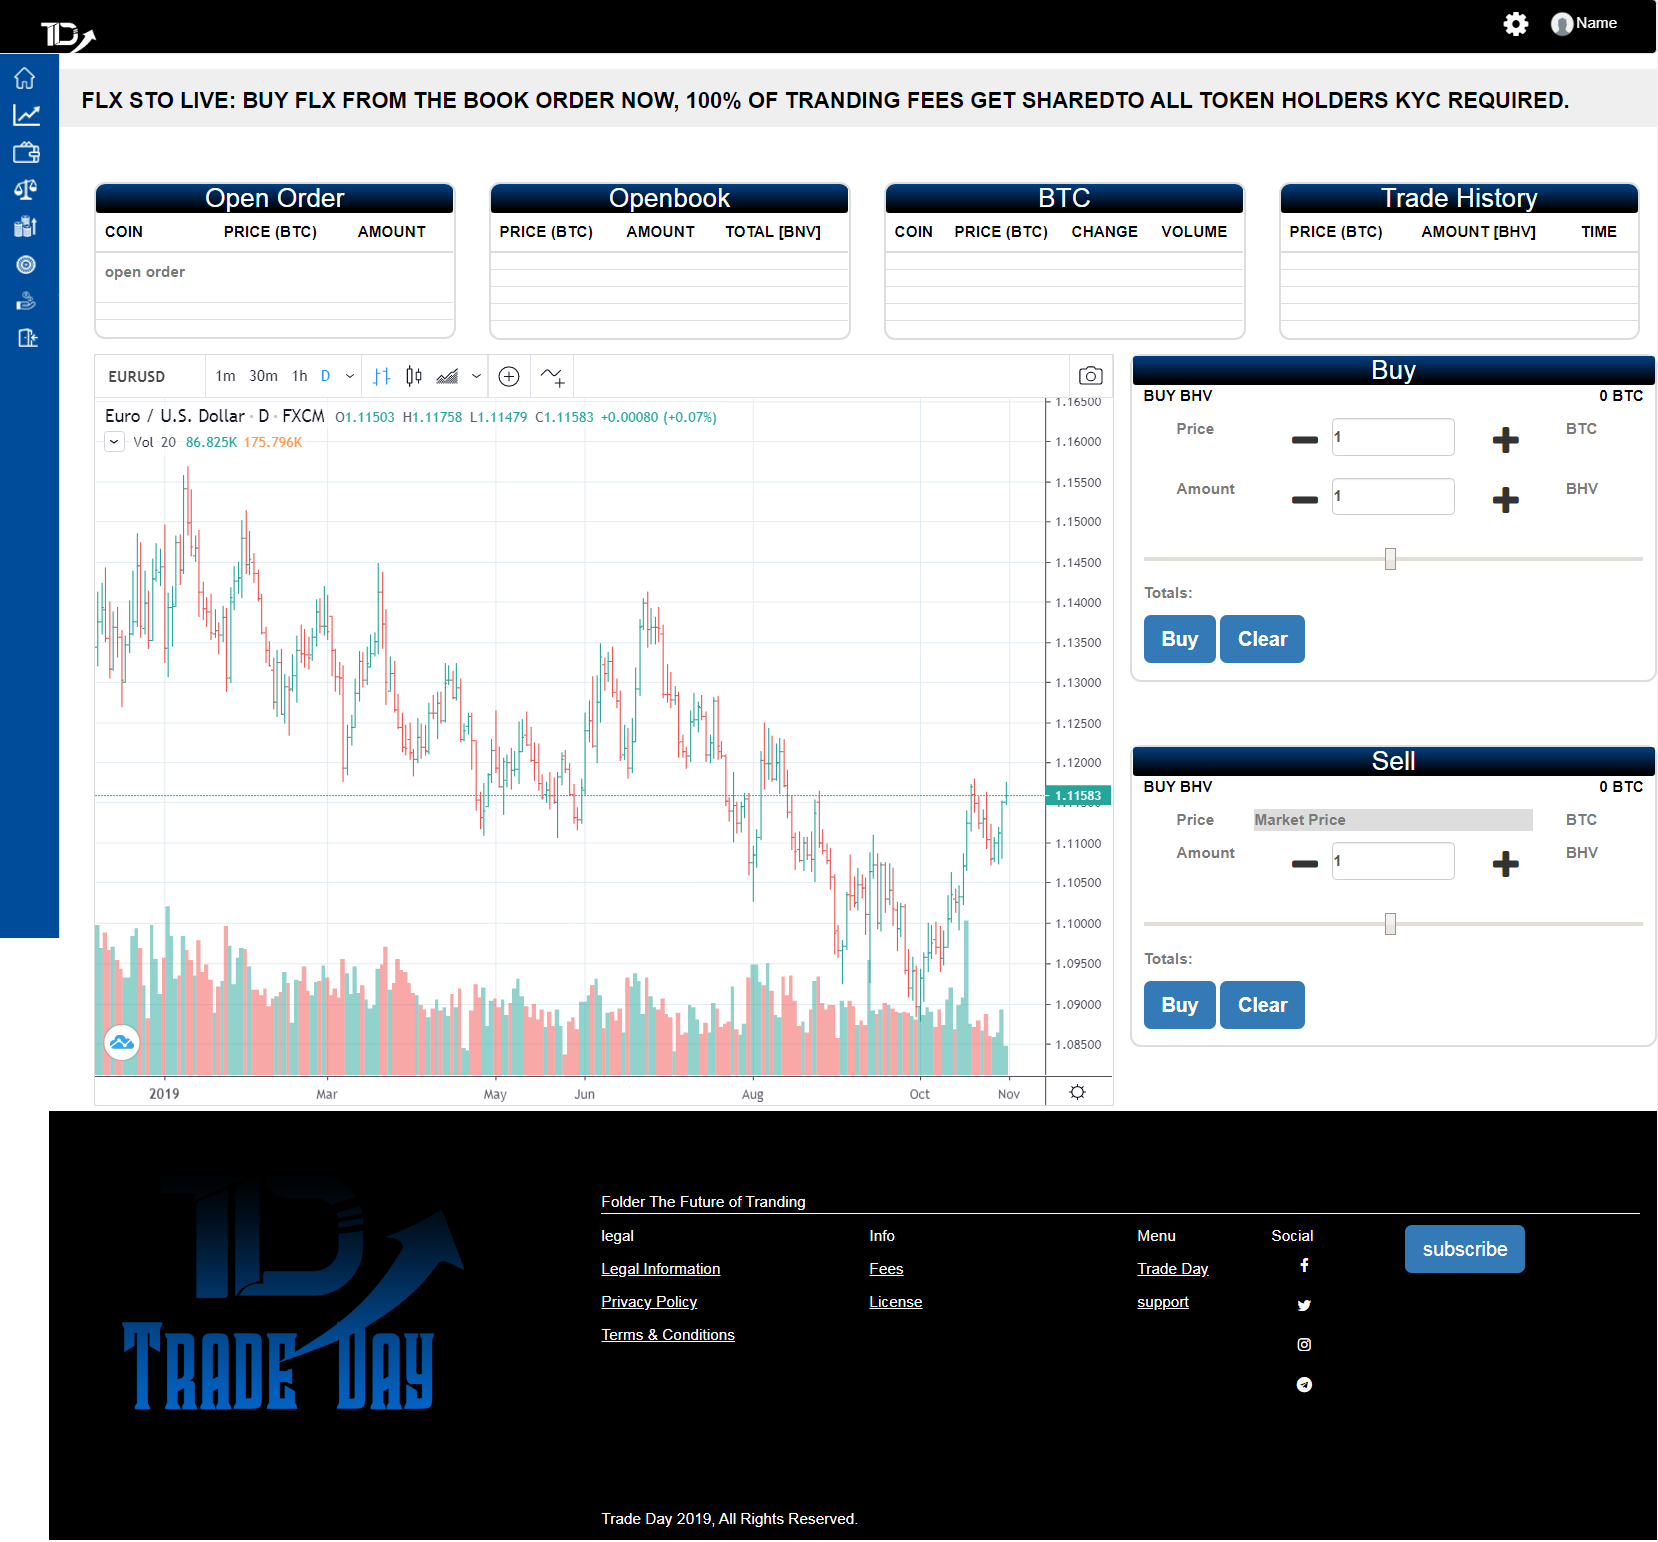 TD
Name
FLX STO LIVE: BUY FLX FROM THE BOOK ORDER NOW, 100% OF TRANDING FEES GET SHAREDTO ALL TOKEN HOLDERS KYC REQUIRED.
Open Order
COIN PRICE (BTC) AMOUNT
open order
Openbook
PRICE (BTC) AMOUNT TOTAL [BNV]
BTC
COIN PRICE (BTC) CHANGE VOLUME
Trade History
PRICE (BTC) AMOUNT [BHV] TIME
EURUSD 1m 30m 1h D
Euro / U.S. Dollar · D · FXCM O1.11503 H1.11758 L1.11479 C1.11583 +0.00080 (+0.07%)
Vol 20 86.825K 175.796K
1.16500
1.16000
1.15500
1.15000
1.14500
1.14000
1.13500
1.13000
1.12500
1.12000
1.11583
1.11000
1.10500
1.10000
1.09500
1.09000
1.08500
2019 Mar May Jun Aug Oct Nov
Buy
BUY BHV 0 BTC
Price 1 BTC
Amount 1 BHV
Totals:
Buy Clear
Sell
BUY BHV 0 BTC
Price Market Price BTC
Amount 1 BHV
Totals:
Buy Clear
TD
TRADE DAY
Folder The Future of Tranding
legal Info Menu Social
Legal Information Fees Trade Day
Privacy Policy License support
Terms & Conditions
subscribe
Trade Day 2019, All Rights Reserved.